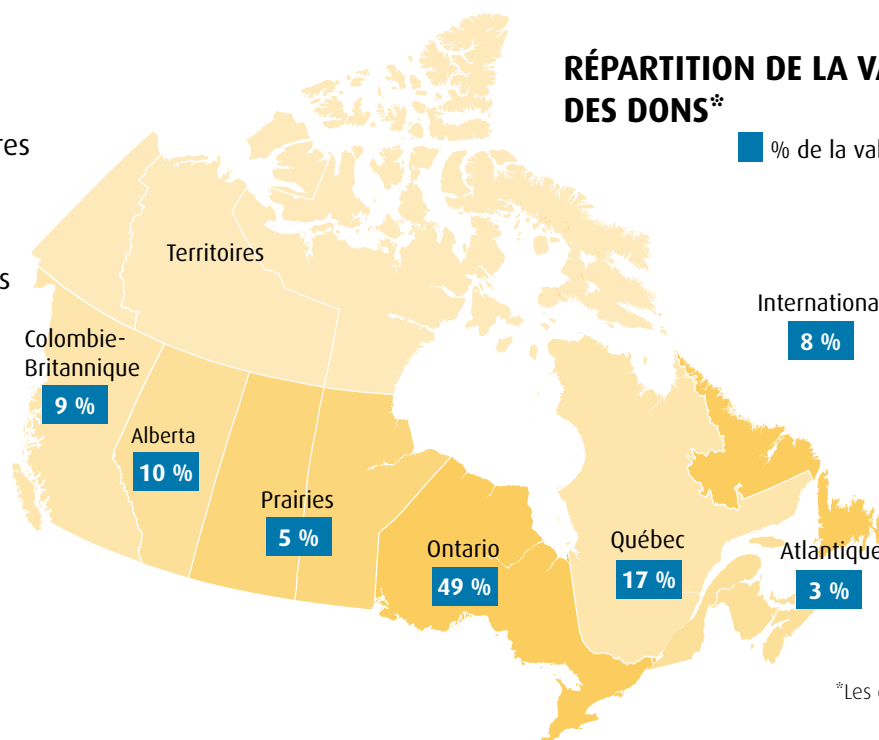 RÉPARTITION DE LA VA
DES DONS*
% de la val
res
s
Territoires
Internationa
8 %
Colombie-
Britannique
9 %
Alberta
10 %
Prairies
5 %
Ontario
49 %
Québec
17 %
Atlantique
3 %
*Les